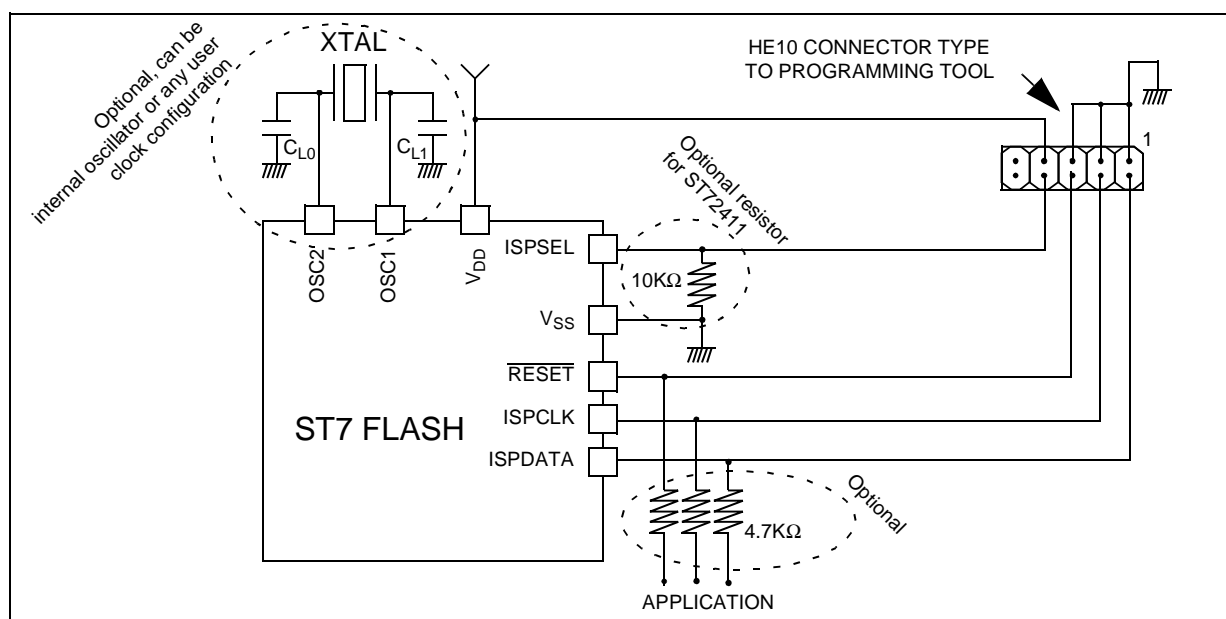 XTAL
Optional, can be
internal oscillator or any user
clock configuration
HE10 CONNECTOR TYPE
TO PROGRAMMING TOOL
1
CL0
CL1
Optional resistor
for ST72411
OSC2
OSC1
VDD
ISPSEL
10KΩ
VSS
RESET
ISPCLK
ISPDATA
ST7 FLASH
Optional
4.7KΩ
APPLICATION